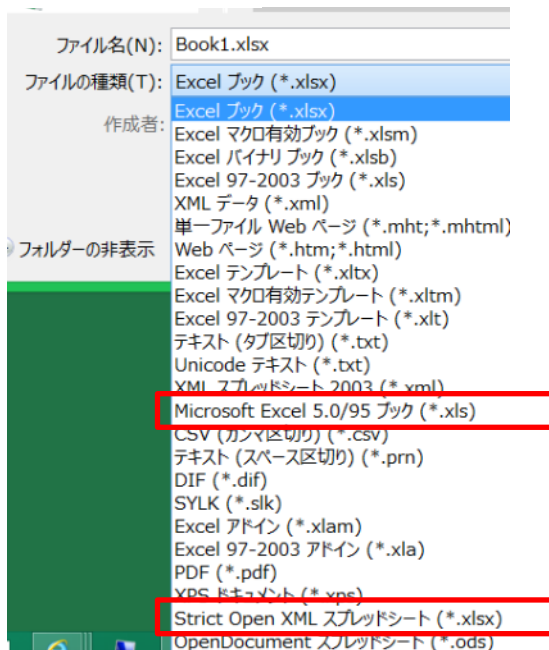 ファイル名(N): Book1.xlsx
ファイルの種類(T): Excel ブック (*.xlsx)
作成者: Excel ブック (*.xlsx)
Excel マクロ有効ブック (*.xlsm)
Excel バイナリ ブック (*.xlsb)
Excel 97-2003 ブック (*.xls)
XML データ (*.xml)
単一ファイル Web ページ (*.mht;*.mhtml)
フォルダーの非表示 Web ページ (*.htm;*.html)
Excel テンプレート (*.xltx)
Excel マクロ有効テンプレート (*.xltm)
Excel 97-2003 テンプレート (*.xlt)
テキスト (タブ区切り) (*.txt)
Unicode テキスト (*.txt)
XML スプレッドシート 2003 (*.xml)
Microsoft Excel 5.0/95 ブック (*.xls)
CSV (カンマ区切り) (*.csv)
テキスト (スペース区切り) (*.prn)
DIF (*.dif)
SYLK (*.slk)
Excel アドイン (*.xlam)
Excel 97-2003 アドイン (*.xla)
PDF (*.pdf)
XPS ドキュメント (*.xps)
Strict Open XML スプレッドシート (*.xlsx)
OpenDocument スプレッドシート (*.ods)